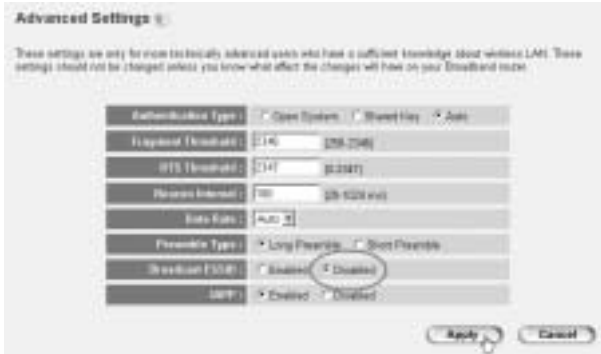 Advanced Settings
These settings are only for more technically advanced users who have a sufficient knowledge about wireless LAN. These
settings should not be changed unless you know what effect the changes will have on your Broadband router.
Authentication Type : Open System Shared Key Auto
Fragment Threshold : 2346 (256-2346)
RTS Threshold : 2347 (0-2347)
Beacon Interval : 100 (20-1024 ms)
Data Rate : Auto
Preamble Type : Long Preamble Short Preamble
Broadcast ESSID : Enabled Disabled
IAPP : Enabled Disabled
Apply Cancel